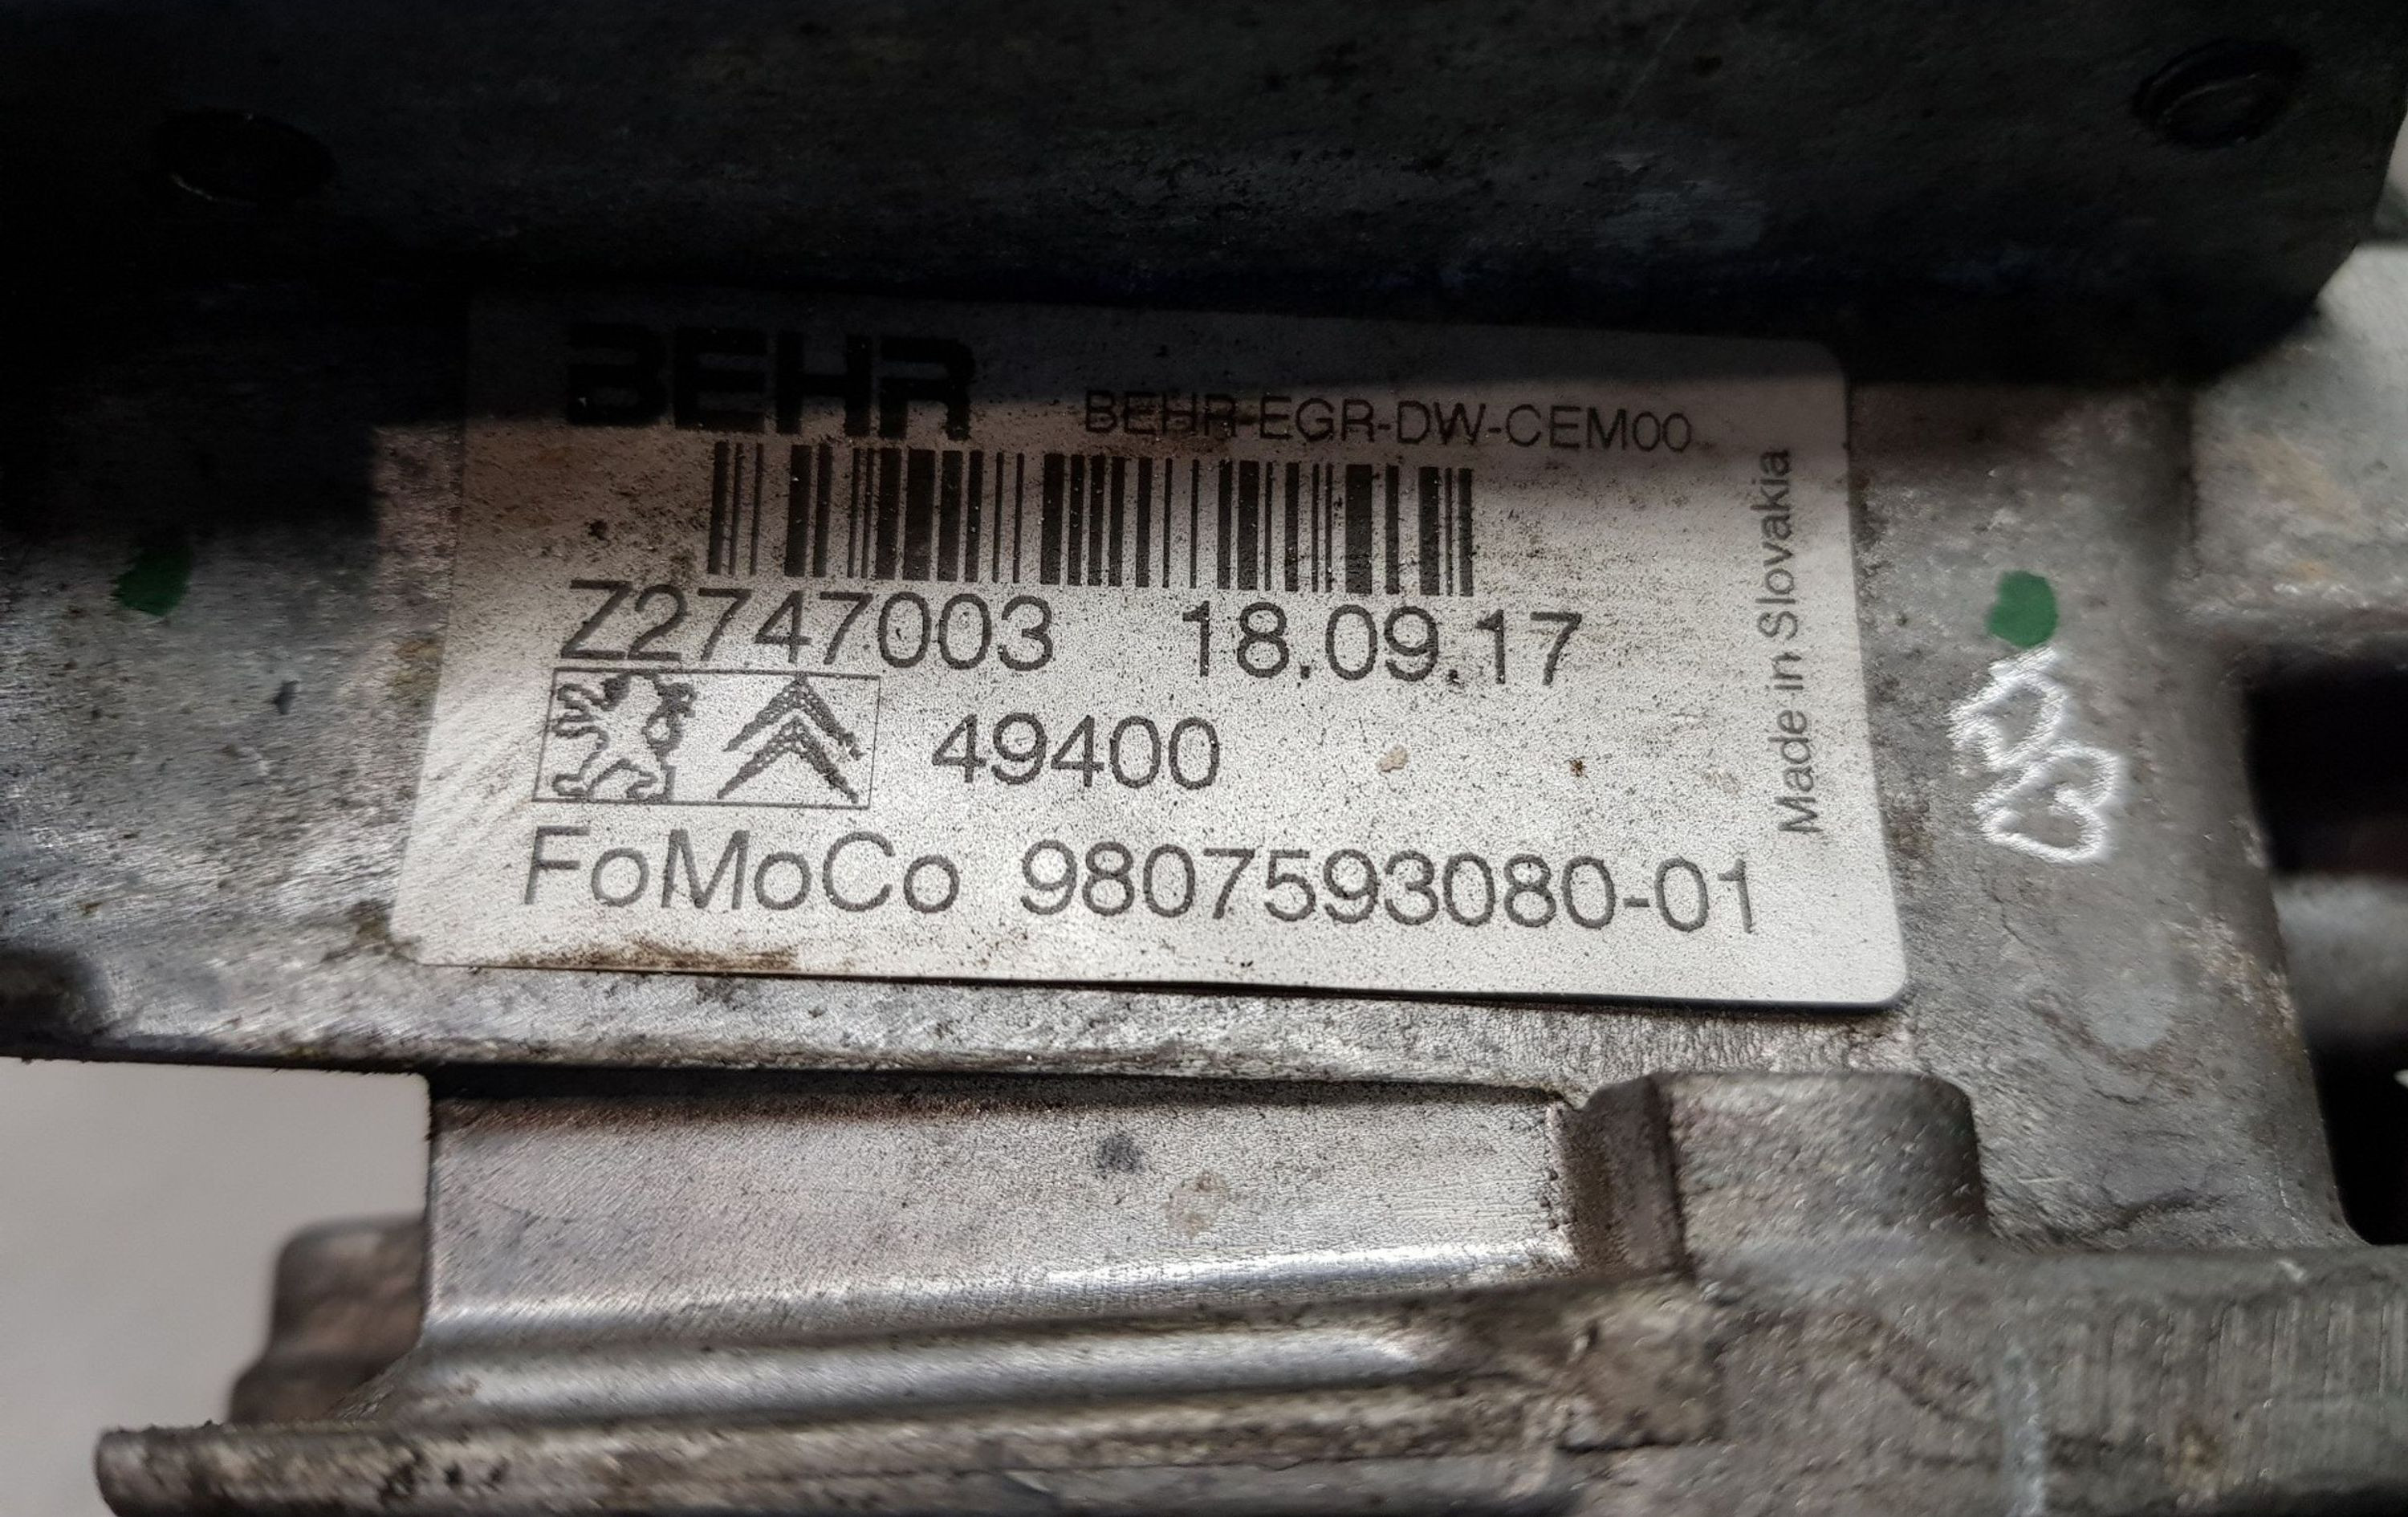 BEHR
BEHR-EGR-DW-CEM00
Z2747003 18.09.17
49400
FoMoCo 9807593080-01
Made in Slovakia